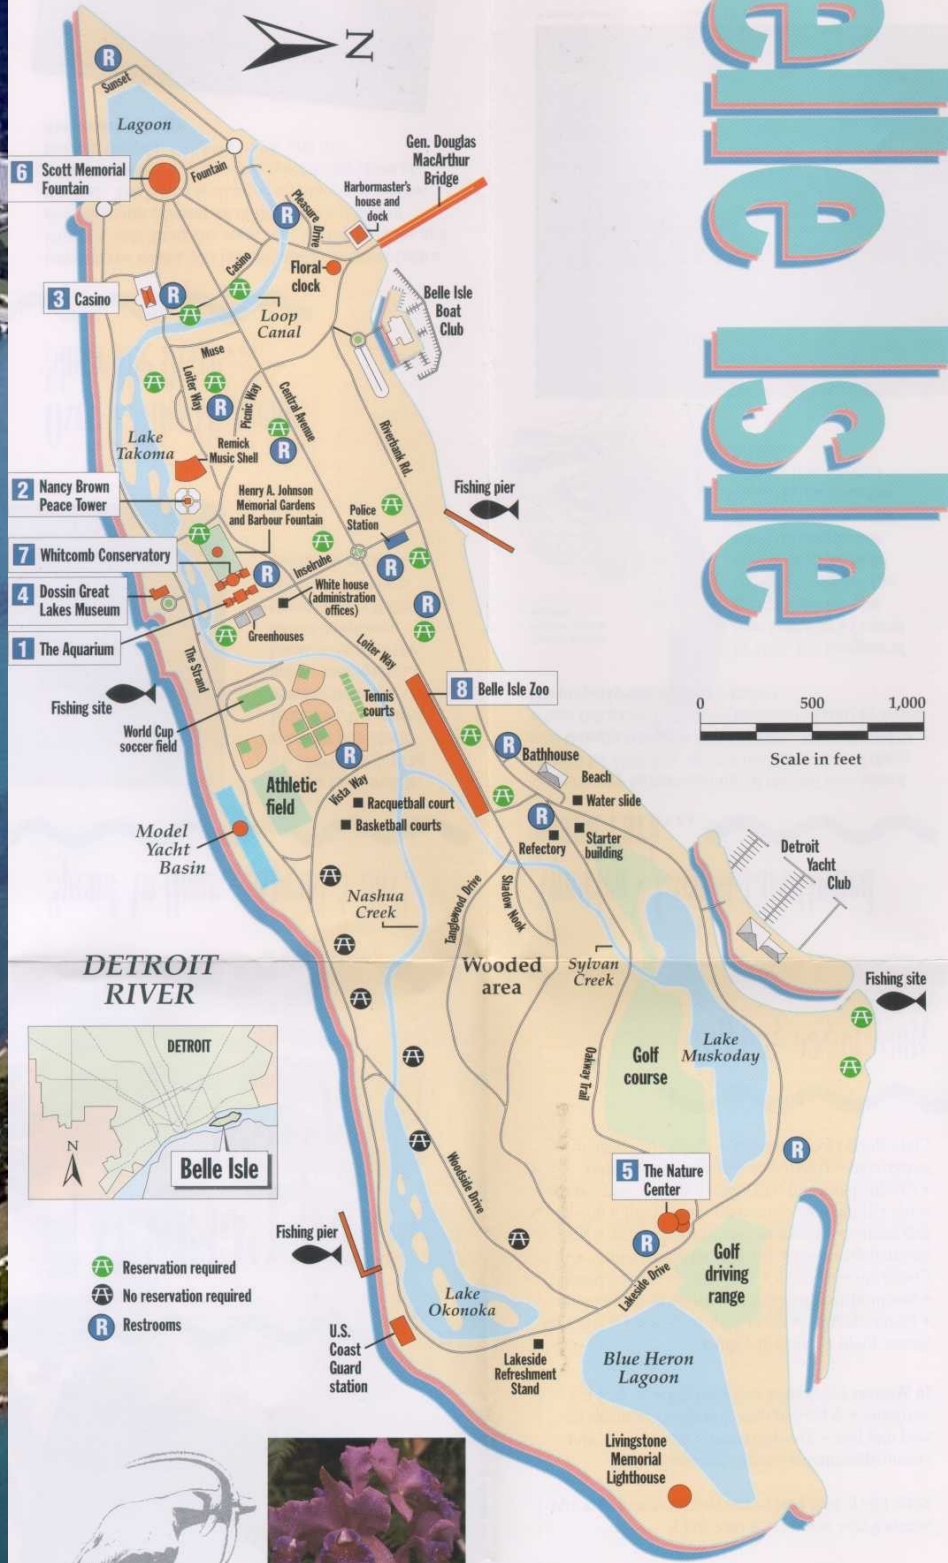 elle Isle
N
Sunset
Lagoon
6 Scott Memorial
Fountain
Fountain
Pleasure Drive
Harbormaster's
house and
dock
Gen. Douglas
MacArthur
Bridge
R
R
Casino
Floral
clock
3 Casino
R
Loop
Canal
Belle Isle
Boat
Club
Muse
Loiter Way
R
Picnic Way
Central Avenue
R
Riverbank Rd.
Lake
Takoma
Remick
Music Shell
2 Nancy Brown
Peace Tower
Henry A. Johnson
Memorial Gardens
and Barbour Fountain
Police
Station
Fishing pier
7 Whitcomb Conservatory
R
Inselruhe
R
4 Dossin Great
Lakes Museum
White house
(administration
offices)
R
1 The Aquarium
Greenhouses
Loiter Way
The Strand
8 Belle Isle Zoo
Fishing site
World Cup
soccer field
Tennis
courts
0 500 1,000
Scale in feet
R
R
Bathhouse
Beach
Water slide
Athletic
field
Vista Way
Racquetball court
Basketball courts
R
Refectory
Starter
building
Model
Yacht
Basin
Detroit
Yacht
Club
Nashua
Creek
Tanglewood Drive
Shadow Nook
Wooded
area
Sylvan
Creek
DETROIT
RIVER
Fishing site
DETROIT
N
Belle Isle
Oakway Trail
Golf
course
Lake
Muskoday
R
Woodside Drive
5 The Nature
Center
R
Fishing pier
Reservation required
No reservation required
R Restrooms
Lakeside Drive
Golf
driving
range
Lake
Okonoka
U.S.
Coast
Guard
station
Lakeside
Refreshment
Stand
Blue Heron
Lagoon
Livingstone
Memorial
Lighthouse